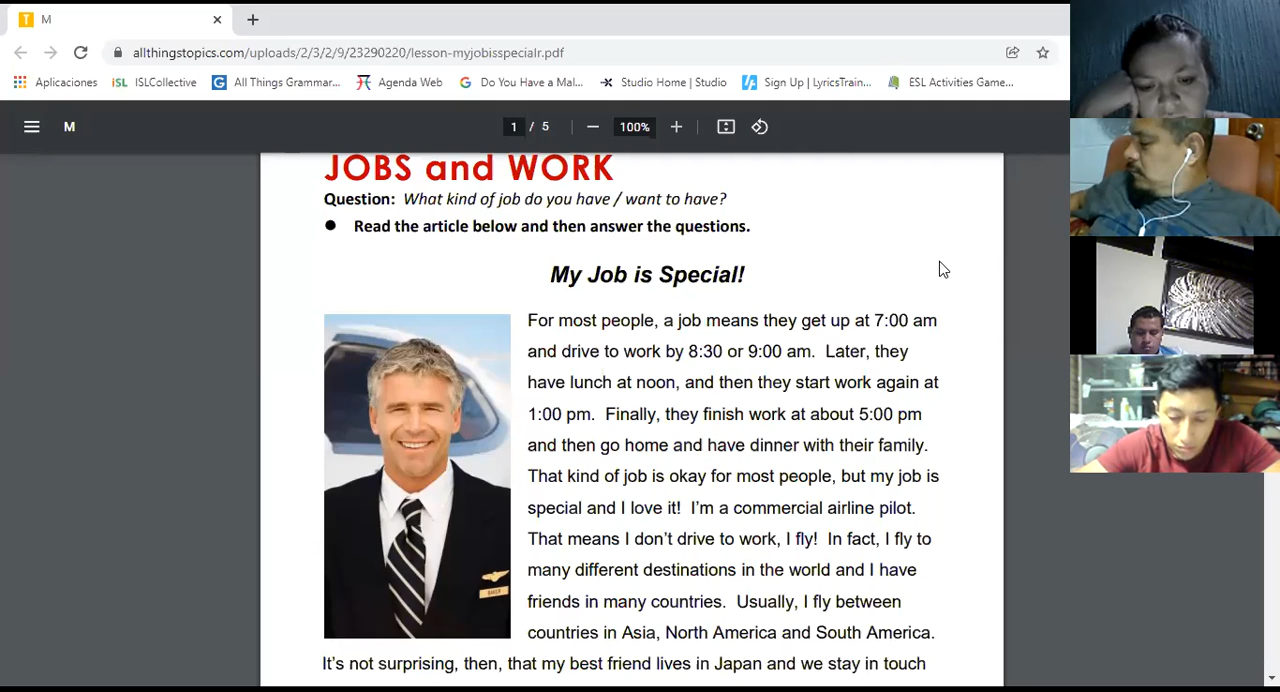 M
allthingstopics.com/uploads/2/3/2/9/23290220/lesson-myjobisspecialr.pdf
Aplicaciones
iSL ISLCollective
G All Things Grammar...
Agenda Web
G Do You Have a Mal...
Studio Home | Studio
Sign Up | LyricsTrain...
ESL Activities Game...
M
1 / 5
100%
JOBS and WORK
Question: What kind of job do you have / want to have?
● Read the article below and then answer the questions.
My Job is Special!
For most people, a job means they get up at 7:00 am
and drive to work by 8:30 or 9:00 am. Later, they
have lunch at noon, and then they start work again at
1:00 pm. Finally, they finish work at about 5:00 pm
and then go home and have dinner with their family.
That kind of job is okay for most people, but my job is
special and I love it! I’m a commercial airline pilot.
That means I don’t drive to work, I fly! In fact, I fly to
many different destinations in the world and I have
friends in many countries. Usually, I fly between
countries in Asia, North America and South America.
It’s not surprising, then, that my best friend lives in Japan and we stay in touch